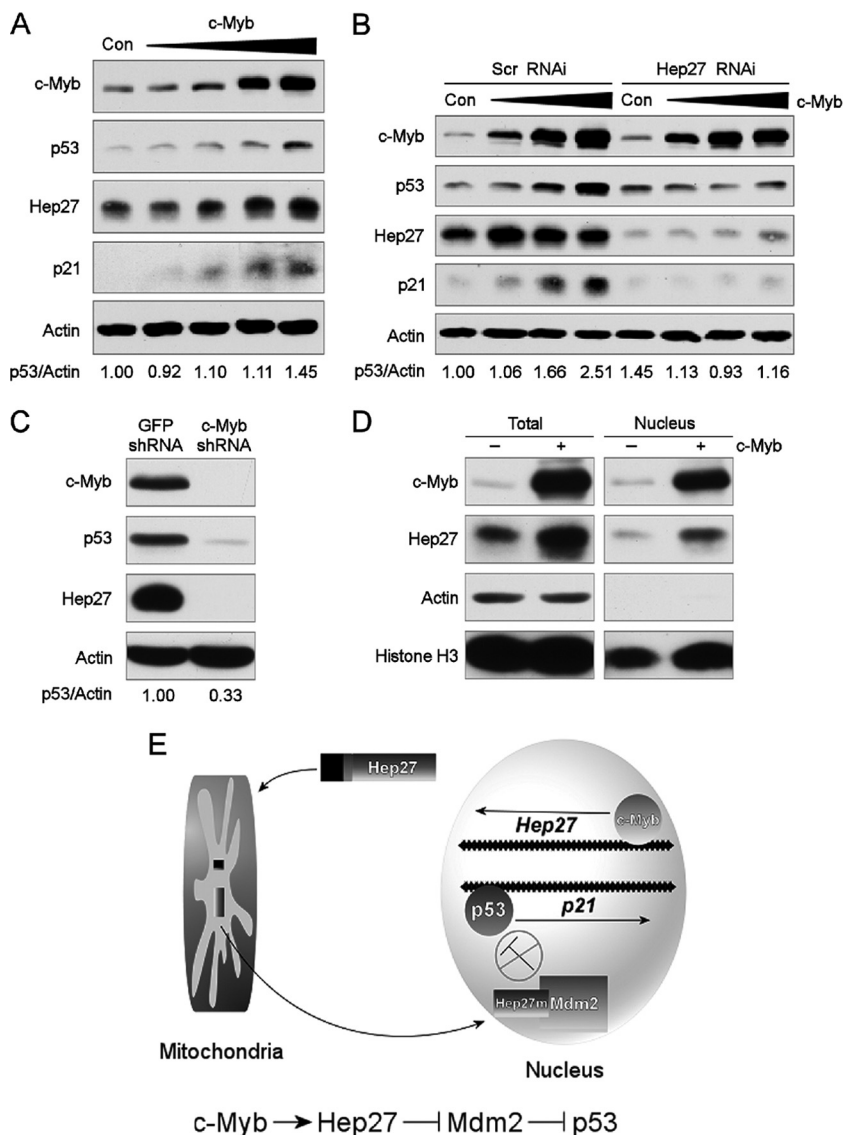 A
c-Myb
Con
c-Myb
p53
Hep27
p21
Actin
p53/Actin 1.00 0.92 1.10 1.11 1.45
B
Scr RNAi Hep27 RNAi
Con Con c-Myb
c-Myb
p53
Hep27
p21
Actin
p53/Actin 1.00 1.06 1.66 2.51 1.45 1.13 0.93 1.16
C
GFP c-Myb
shRNA shRNA
c-Myb
p53
Hep27
Actin
p53/Actin 1.00 0.33
D
Total Nucleus
– + – + c-Myb
c-Myb
Hep27
Actin
Histone H3
E
Hep27
c-Myb
Hep27
p53
p21
Hep27m Mdm2
Mitochondria
Nucleus
c-Myb Hep27 Mdm2 p53